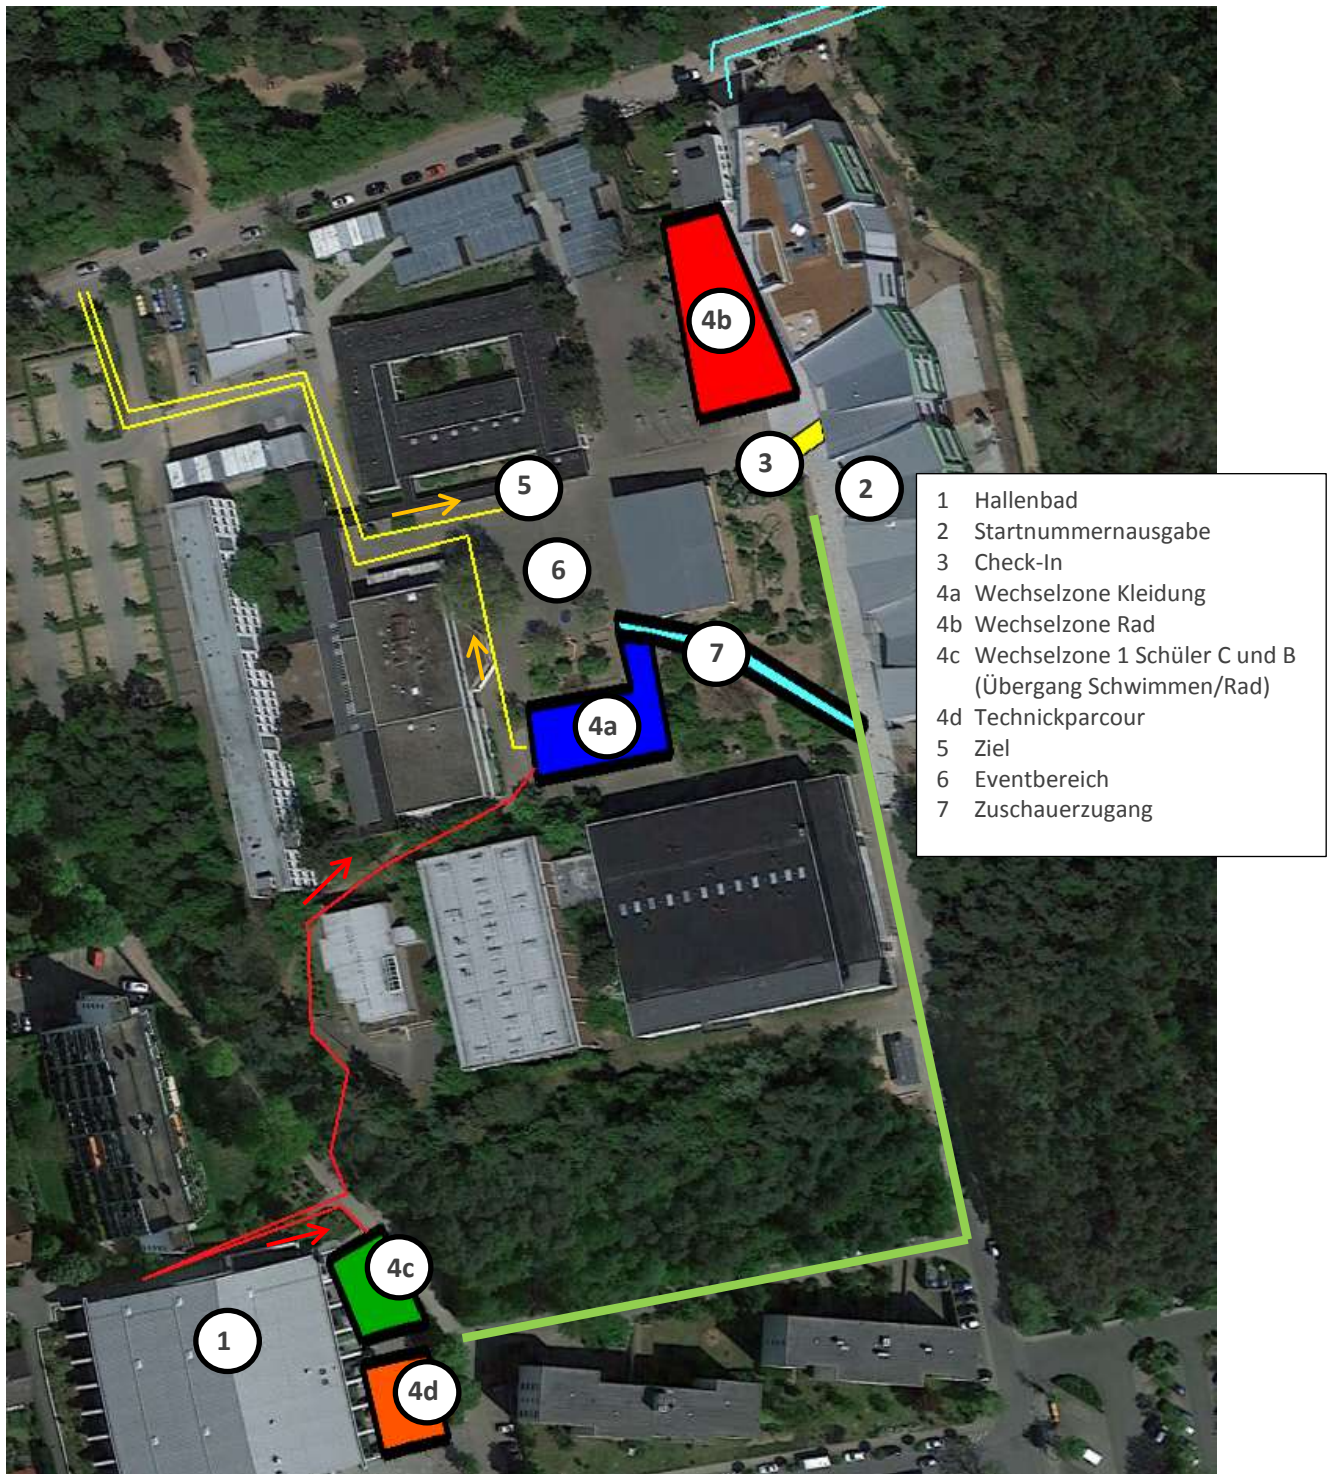 4b
3
5
2
6
7
4a
4c
1
4d
1 Hallenbad
2 Startnummernausgabe
3 Check-In
4a Wechselzone Kleidung
4b Wechselzone Rad
4c Wechselzone 1 Schüler C und B
(Übergang Schwimmen/Rad)
4d Technickparcour
5 Ziel
6 Eventbereich
7 Zuschauerzugang